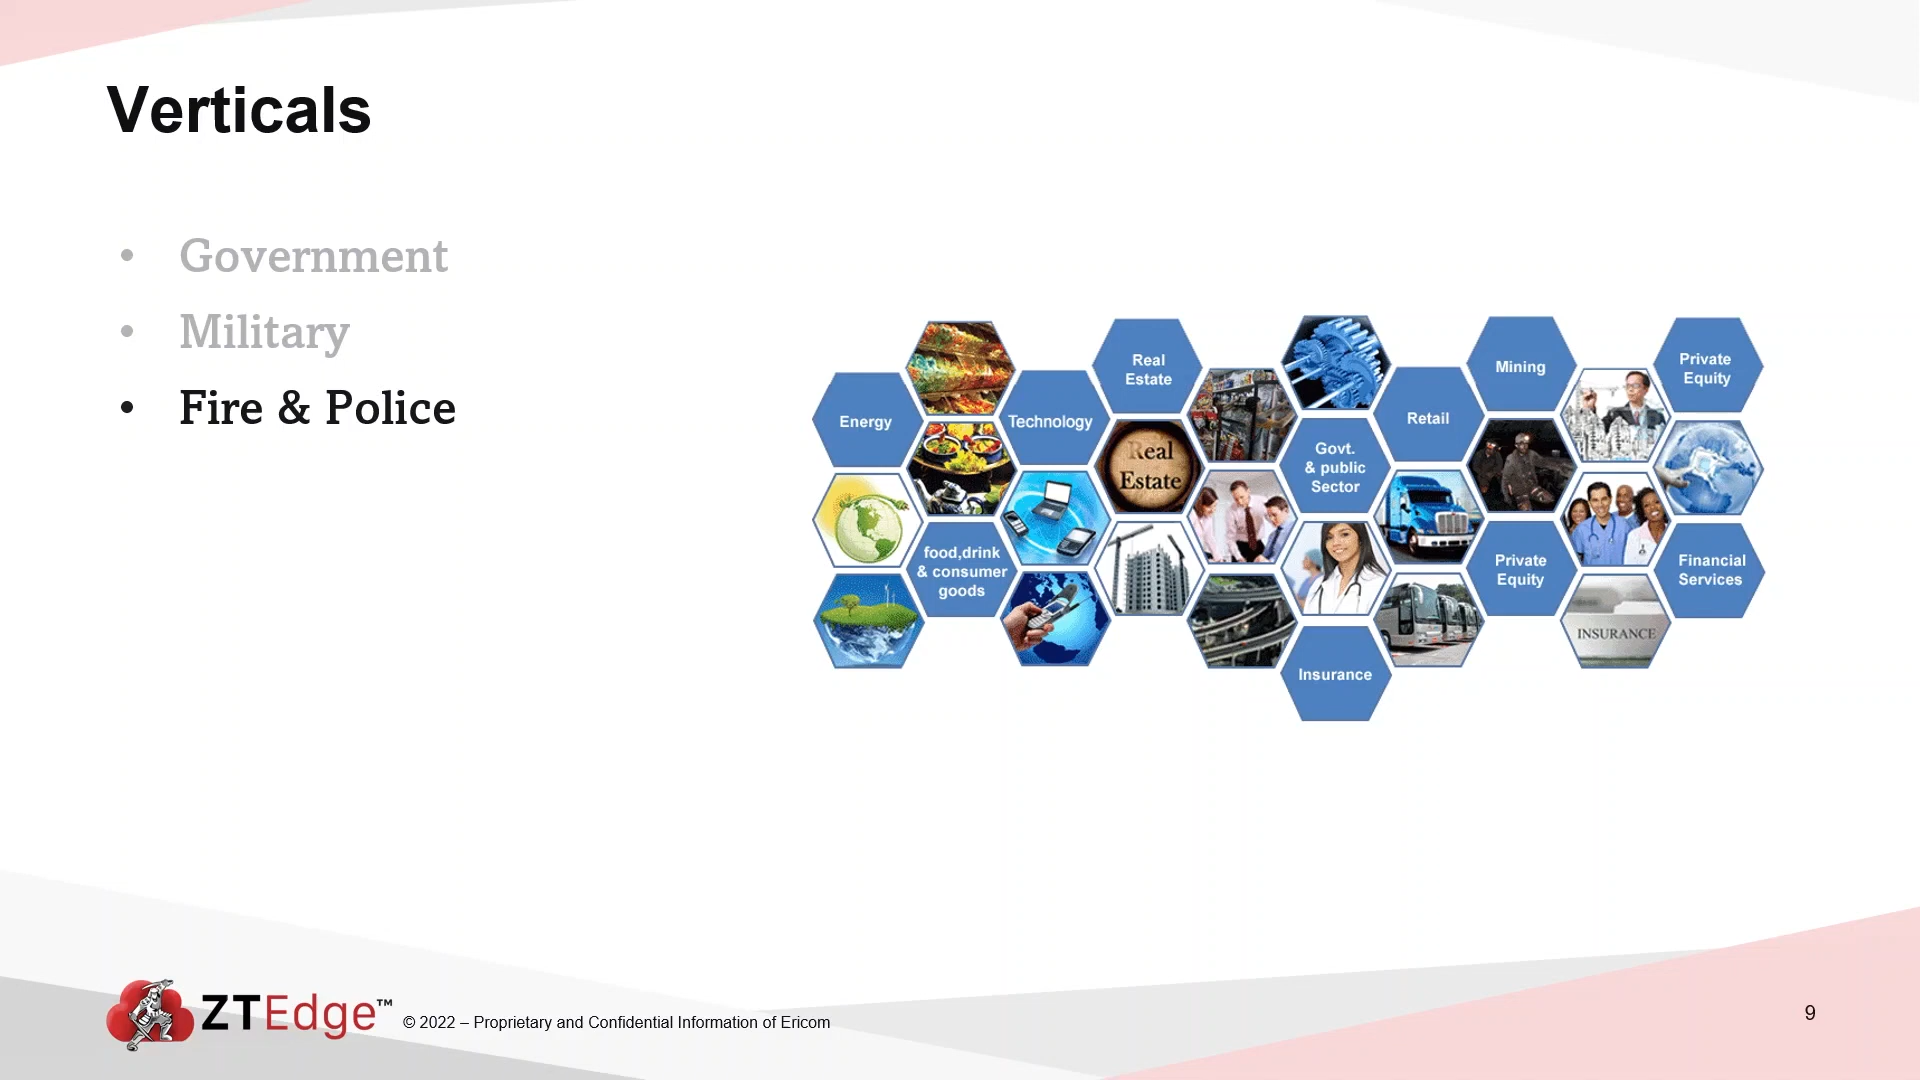 Verticals
• Government
• Military
• Fire & Police
Energy
Technology
Real
Estate
Real
Estate
food,drink
& consumer
goods
Govt.
& public
Sector
Retail
Mining
Private
Equity
Private
Equity
Financial
Services
INSURANCE
Insurance
ZTEdge™
© 2022 – Proprietary and Confidential Information of Ericom
9